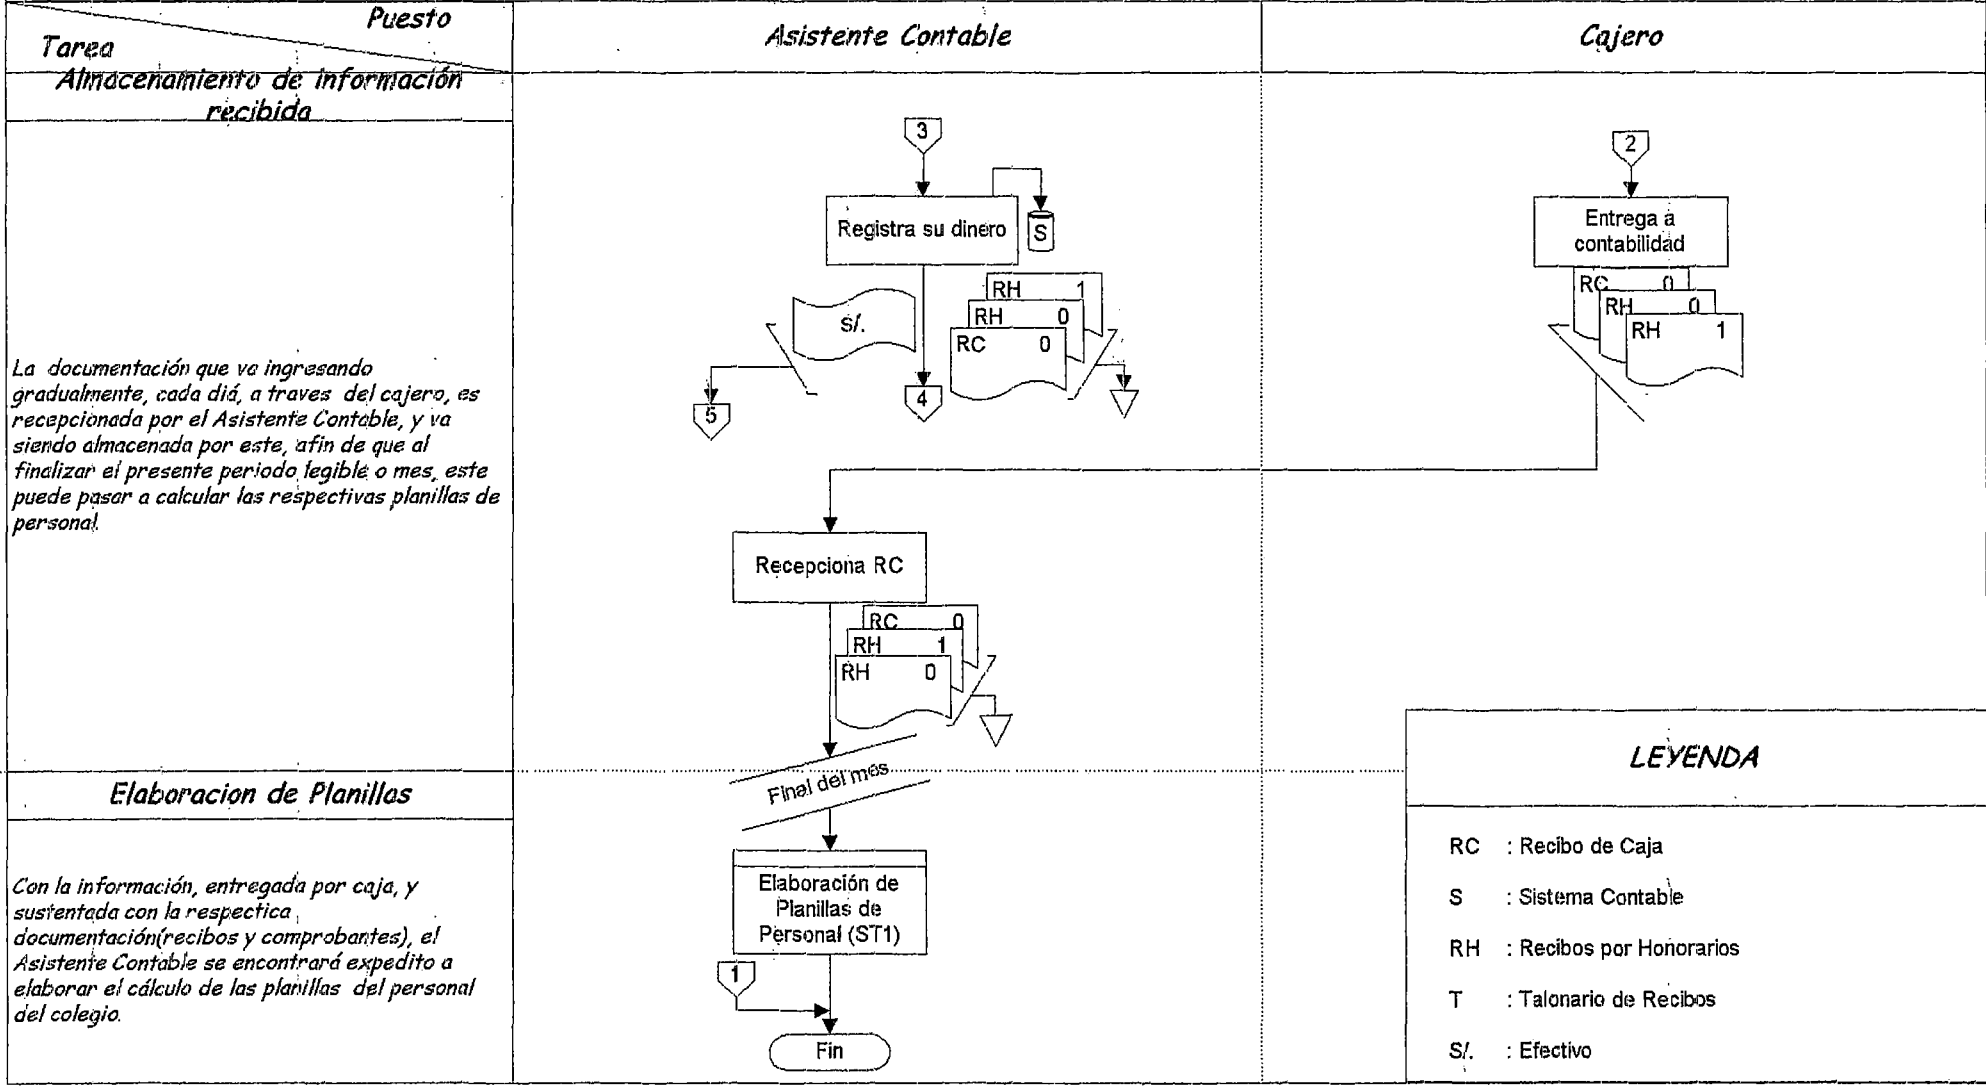 Puesto
Tarea
Asistente Contable
Cajero
Almacenamiento de información
recibida
La documentación que va ingresando
gradualmente, cada diá, a traves del cajero, es
recepcionada por el Asistente Contable, y va
siendo almacenada por este, afin de que al
finalizar el presente periodo legible o mes, este
puede pasar a calcular las respectivas planillas de
personal.
3
Registra su dinero
S
s/.
RH 1
RH 0
RC 0
5
4
2
Entrega a
contabilidad
RC 0
RH 0
RH 1
Recepciona RC
RC 0
RH 1
RH 0
Final del mes
Elaboracion de Planillas
Con la información, entregada por caja, y
sustentada con la respectica
documentación(recibos y comprobantes), el
Asistente Contable se encontrará expedito a
elaborar el cálculo de las planillas del personal
del colegio.
Elaboración de
Planillas de
Personal (ST1)
1
Fin
LEYENDA
RC : Recibo de Caja
S : Sistema Contable
RH : Recibos por Honorarios
T : Talonario de Recibos
S/. : Efectivo